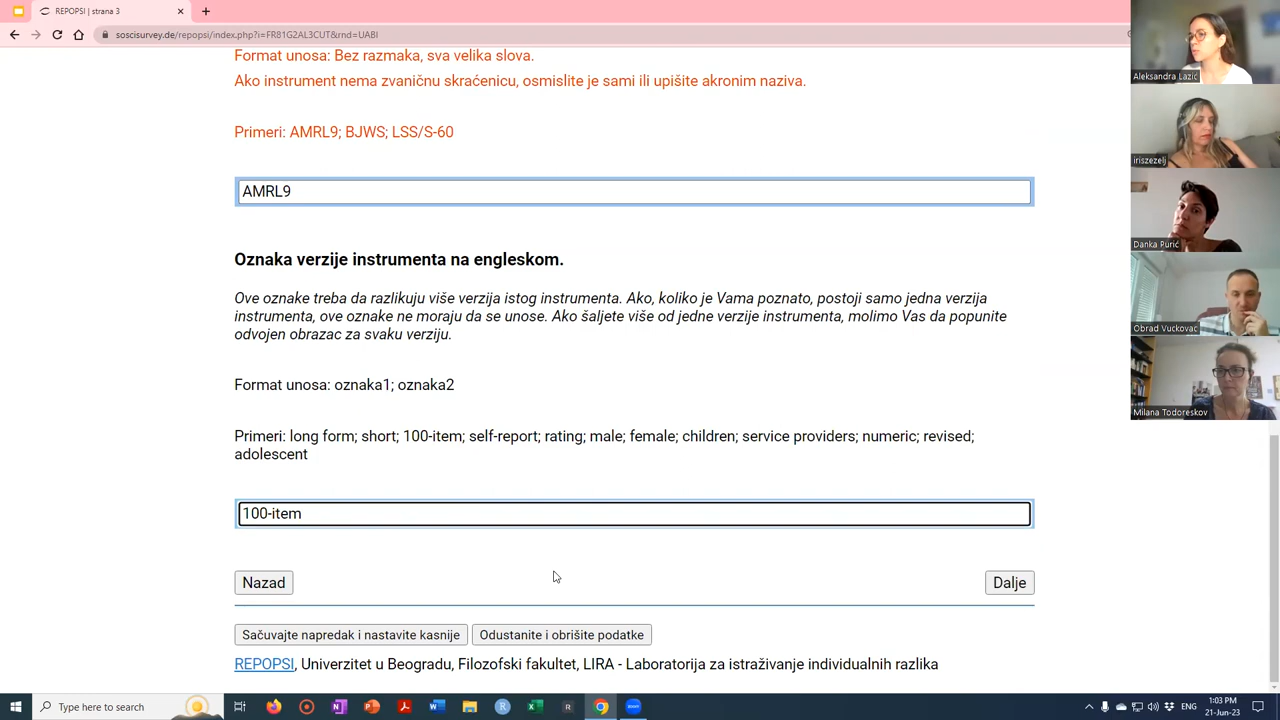 REPOPSI | strana 3
soscisurvey.de/repopsi/index.php?i=FR81G2AL3CUT&rnd=UABI
Format unosa: Bez razmaka, sva velika slova.
Ako instrument nema zvaničnu skraćenicu, osmislite je sami ili upišite akronim naziva.
Primeri: AMRL9; BJWS; LSS/S-60
AMRL9
Oznaka verzije instrumenta na engleskom.
Ove oznake treba da razlikuju više verzija istog instrumenta. Ako, koliko je Vama poznato, postoji samo jedna verzija
instrumenta, ove oznake ne moraju da se unose. Ako šaljete više od jedne verzije instrumenta, molimo Vas da popunite
odvojen obrazac za svaku verziju.
Format unosa: oznaka1; oznaka2
Primeri: long form; short; 100-item; self-report; rating; male; female; children; service providers; numeric; revised;
adolescent
100-item
Nazad
Dalje
Sačuvajte napredak i nastavite kasnije
Odustanite i obrišite podatke
REPOPSI, Univerzitet u Beogradu, Filozofski fakultet, LIRA - Laboratorija za istraživanje individualnih razlika
Aleksandra Lazić
iriszezelj
Danka Purić
Obrad Vuckovac
Milana Todoreskov
Type here to search
1:03 PM
21-Jun-23